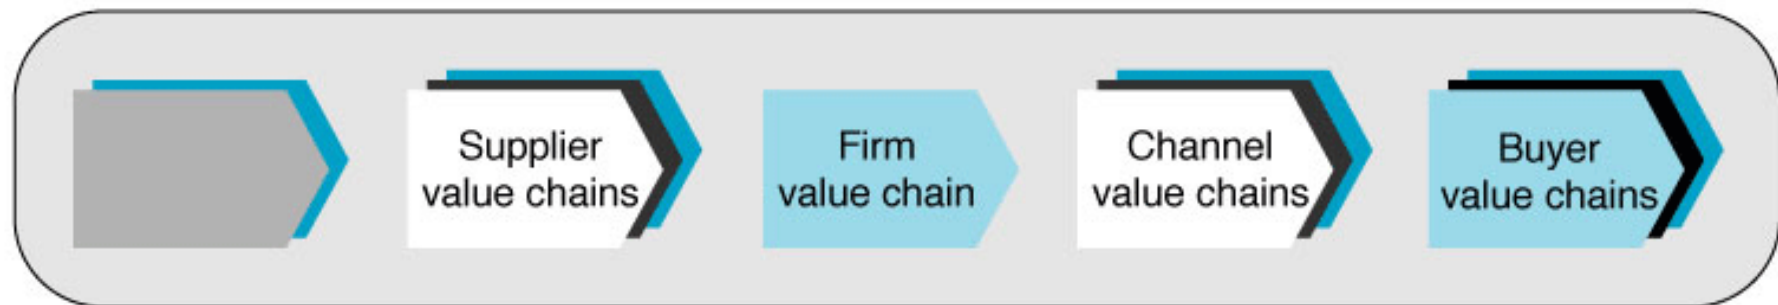 Supplier
value chains
Firm
value chain
Channel
value chains
Buyer
value chains